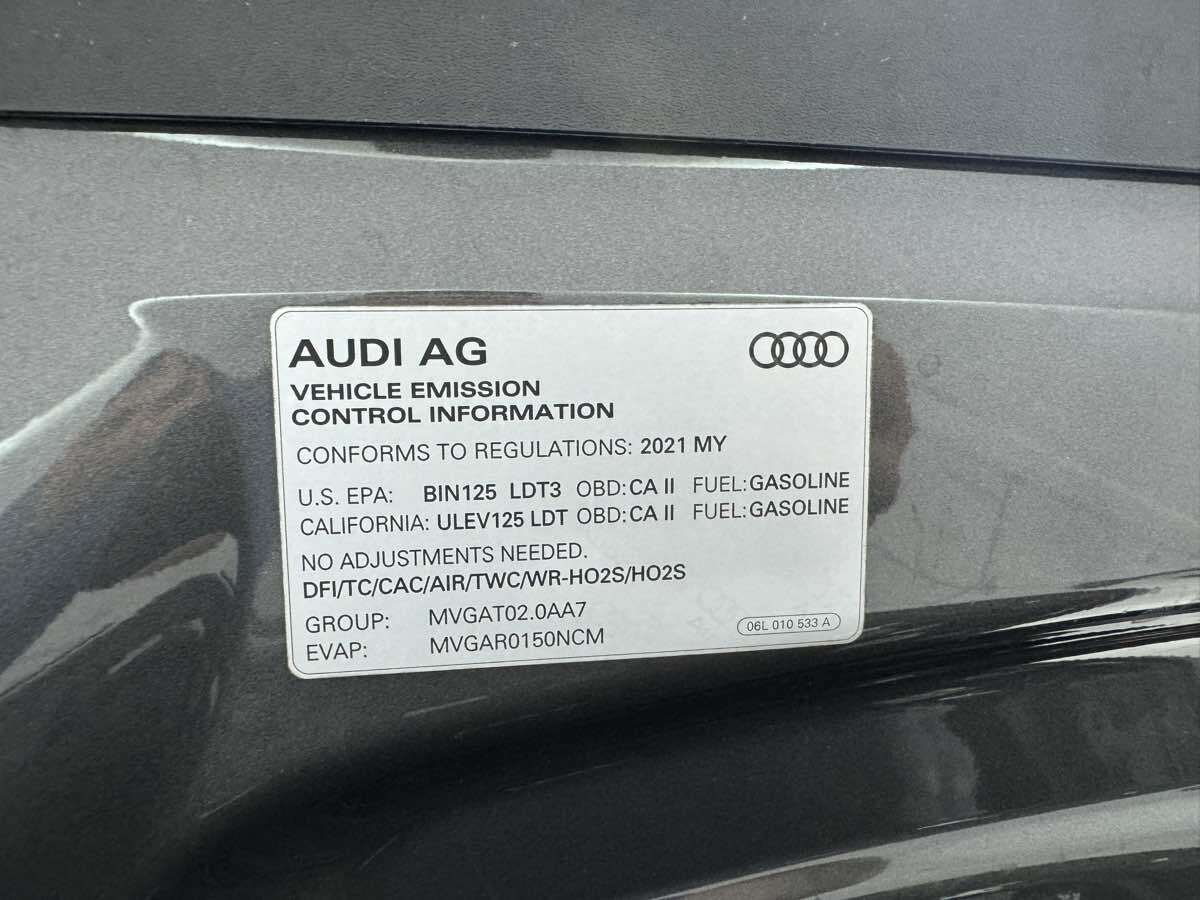 AUDI AG
VEHICLE EMISSION
CONTROL INFORMATION
CONFORMS TO REGULATIONS: 2021 MY
U.S. EPA: BIN125 LDT3 OBD: CA II FUEL: GASOLINE
CALIFORNIA: ULEV125 LDT OBD: CA II FUEL: GASOLINE
NO ADJUSTMENTS NEEDED.
DFI/TC/CAC/AIR/TWC/WR-HO2S/HO2S
GROUP: MVGAT02.0AA7
EVAP: MVGAR0150NCM
06L 010 533 A